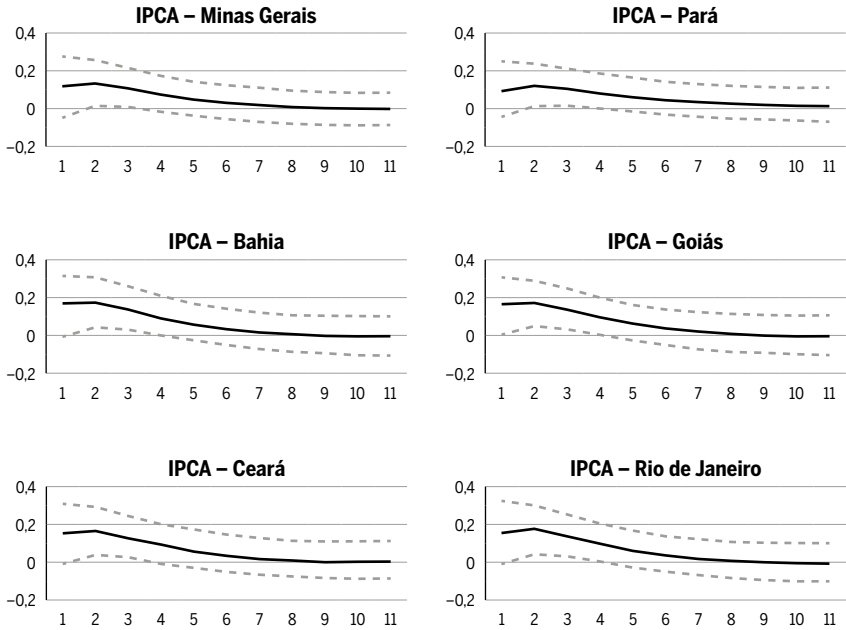 IPCA – Minas Gerais
0,4
0,2
0
–0,2
1 2 3 4 5 6 7 8 9 10 11
IPCA – Pará
0,4
0,2
0
–0,2
1 2 3 4 5 6 7 8 9 10 11
IPCA – Bahia
0,4
0,2
0
–0,2
1 2 3 4 5 6 7 8 9 10 11
IPCA – Goiás
0,4
0,2
0
–0,2
1 2 3 4 5 6 7 8 9 10 11
IPCA – Ceará
0,4
0,2
0
–0,2
1 2 3 4 5 6 7 8 9 10 11
IPCA – Rio de Janeiro
0,4
0,2
0
–0,2
1 2 3 4 5 6 7 8 9 10 11